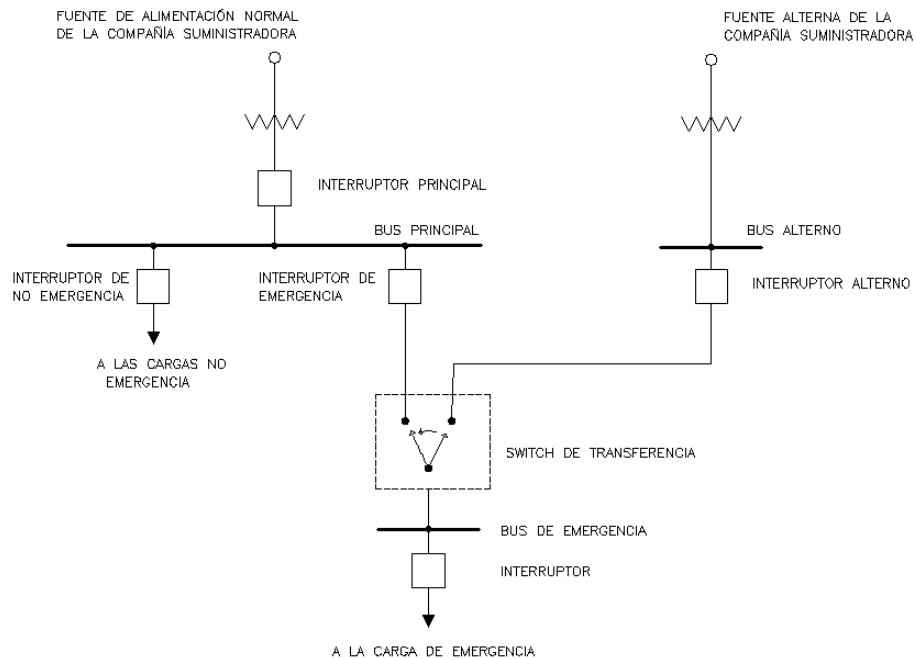 FUENTE DE ALIMENTACIÓN NORMAL
DE LA COMPAÑÍA SUMINISTRADORA
FUENTE ALTERNA DE LA
COMPAÑÍA SUMINISTRADORA
INTERRUPTOR PRINCIPAL
BUS PRINCIPAL
BUS ALTERNO
INTERRUPTOR DE
NO EMERGENCIA
INTERRUPTOR DE
EMERGENCIA
INTERRUPTOR ALTERNO
A LAS CARGAS NO
EMERGENCIA
SWITCH DE TRANSFERENCIA
BUS DE EMERGENCIA
INTERRUPTOR
A LA CARGA DE EMERGENCIA